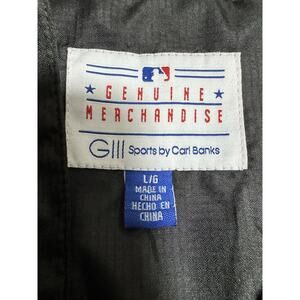 GENUINE
MERCHANDISE
GIII Sports by Carl Banks
L/G
MADE IN
CHINA
HECHO EN
CHINA